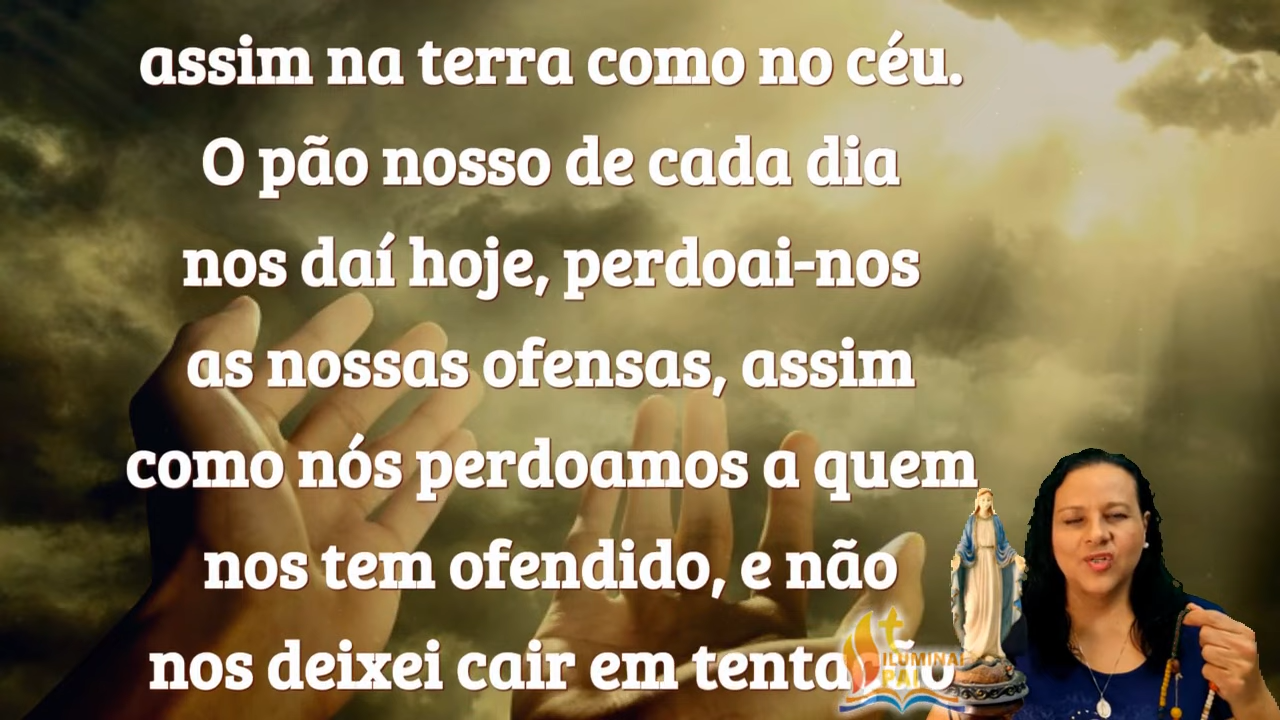 assim na terra como no céu.
O pão nosso de cada dia
nos daí hoje, perdoai-nos
as nossas ofensas, assim
como nós perdoamos a quem
nos tem ofendido, e não
nos deixei cair em
ILUMINA